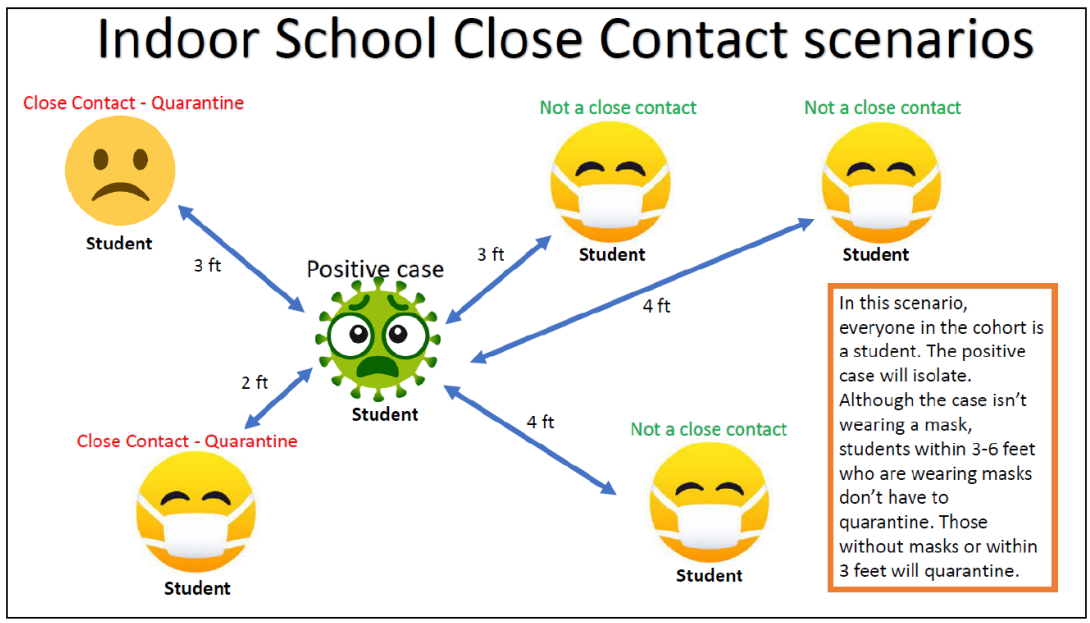 Indoor School Close Contact scenarios
Close Contact - Quarantine
Student
3 ft
Not a close contact
Student
3 ft
Not a close contact
Student
4 ft
Positive case
Student
2 ft
Close Contact - Quarantine
Student
4 ft
Not a close contact
Student
In this scenario,
everyone in the cohort is
a student. The positive
case will isolate.
Although the case isn't
wearing a mask,
students within 3-6 feet
who are wearing masks
don't have to
quarantine. Those
without masks or within
3 feet will quarantine.